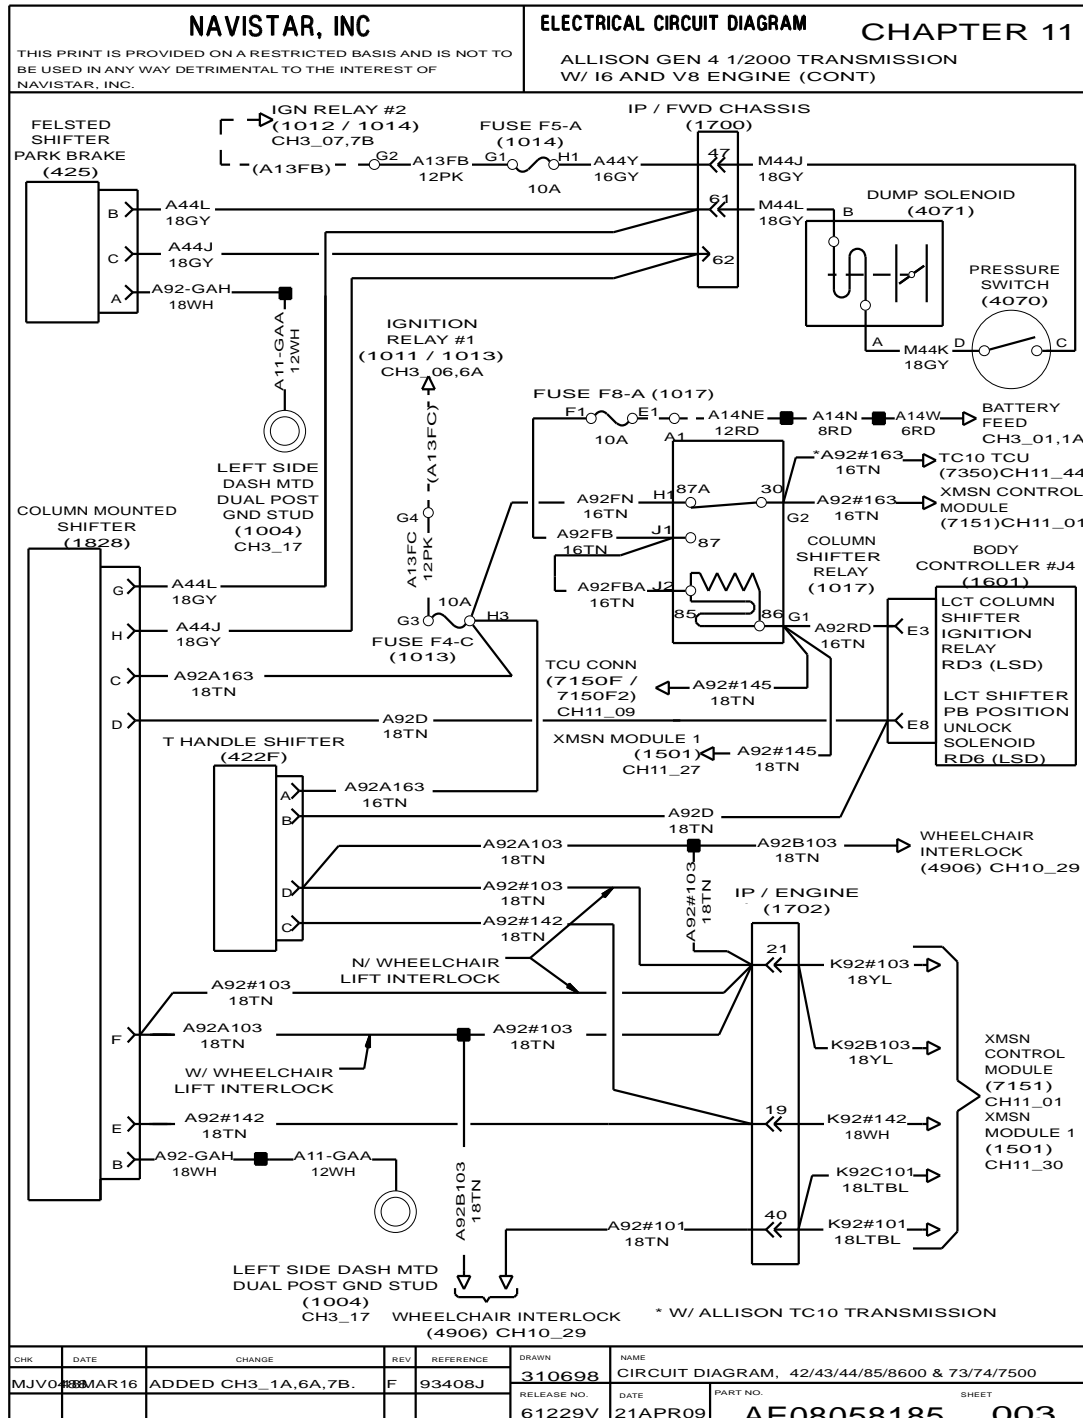 NAVISTAR, INC
THIS PRINT IS PROVIDED ON A RESTRICTED BASIS AND IS NOT TO
BE USED IN ANY WAY DETRIMENTAL TO THE INTEREST OF
NAVISTAR, INC.
ELECTRICAL CIRCUIT DIAGRAM
CHAPTER 11
ALLISON GEN 4 1/2000 TRANSMISSION
W/ I6 AND V8 ENGINE (CONT)
FELSTED
SHIFTER
PARK BRAKE
(425)
B
A44L
18GY
C
A44J
18GY
A
A92-GAH
18WH
A11-GAA
12WH
LEFT SIDE
DASH MTD
DUAL POST
GND STUD
(1004)
CH3_17
IGN RELAY #2
(1012 / 1014)
CH3_07,7B
(A13FB)
G2
A13FB
12PK
FUSE F5-A
(1014)
G1
H1
10A
A44Y
16GY
IP / FWD CHASSIS
(1700)
47
61
62
M44J
18GY
M44L
18GY
DUMP SOLENOID
(4071)
B
A
M44K
18GY
PRESSURE
SWITCH
(4070)
D
C
IGNITION
RELAY #1
(1011 / 1013)
CH3_06,6A
(A13FC)
G4
A13FC
12PK
G3
10A
H3
FUSE F4-C
(1013)
FUSE F8-A (1017)
F1
E1
10A
A1
A14NE
12RD
A14N
8RD
A14W
6RD
BATTERY
FEED
CH3_01,1A
*A92#163
16TN
TC10 TCU
(7350)CH11_44
A92#163
16TN
XMSN CONTROL
MODULE
(7151)CH11_01
A92FN
16TN
H1
87A
30
G2
A92FB
16TN
J1
87
A92FBA
16TN
J2
85
86
G1
COLUMN
SHIFTER
RELAY
(1017)
A92RD
16TN
BODY
CONTROLLER #J4
(1601)
E3
LCT COLUMN
SHIFTER
IGNITION
RELAY
RD3 (LSD)
E8
LCT SHIFTER
PB POSITION
UNLOCK
SOLENOID
RD6 (LSD)
TCU CONN
(7150F /
7150F2)
CH11_09
A92#145
18TN
XMSN MODULE 1
(1501)
CH11_27
A92#145
18TN
COLUMN MOUNTED
SHIFTER
(1828)
G
A44L
18GY
H
A44J
18GY
C
A92A163
18TN
D
A92D
18TN
T HANDLE SHIFTER
(422F)
A
A92A163
16TN
B
A92D
18TN
A92A103
18TN
A92B103
18TN
WHEELCHAIR
INTERLOCK
(4906) CH10_29
D
A92#103
18TN
C
A92#142
18TN
A92#103
18TN
N/ WHEELCHAIR
LIFT INTERLOCK
IP / ENGINE
(1702)
21
19
40
K92#103
18YL
K92B103
18YL
K92#142
18WH
K92C101
18LTBL
K92#101
18LTBL
XMSN
CONTROL
MODULE
(7151)
CH11_01
XMSN
MODULE 1
(1501)
CH11_30
A92#103
18TN
F
A92A103
18TN
A92#103
18TN
W/ WHEELCHAIR
LIFT INTERLOCK
E
A92#142
18TN
B
A92-GAH
18WH
A11-GAA
12WH
A92B103
18TN
A92#101
18TN
LEFT SIDE DASH MTD
DUAL POST GND STUD
(1004)
CH3_17
WHEELCHAIR INTERLOCK
(4906) CH10_29
* W/ ALLISON TC10 TRANSMISSION
CHK
DATE
CHANGE
REV
REFERENCE
ADDED CH3_1A,6A,7B.
F
93408J
DRAWN
310698
NAME
CIRCUIT DIAGRAM, 42/43/44/85/8600 & 73/74/7500
RELEASE NO.
61229V
DATE
21APR09
PART NO.
AE08058185
SHEET
003